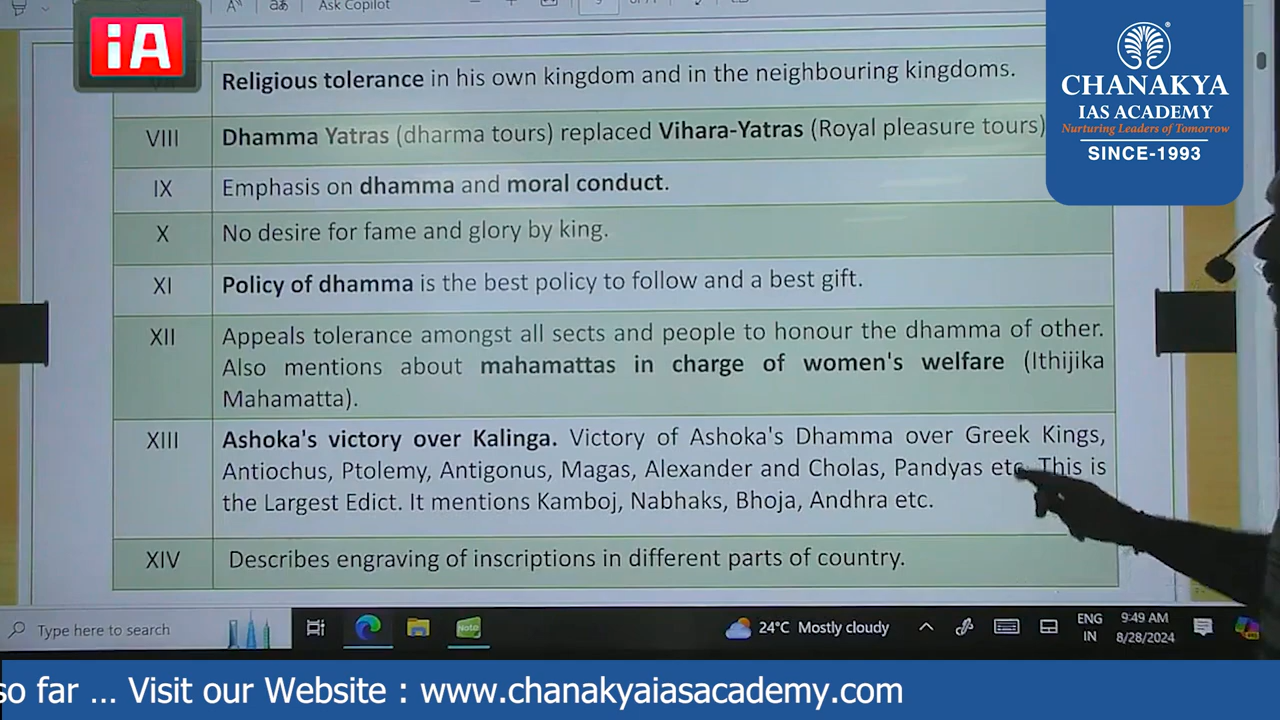 Ask Copilot
iA
CHANAKYA
IAS ACADEMY
Nurturing Leaders of Tomorrow
SINCE-1993
Religious tolerance in his own kingdom and in the neighbouring kingdoms.
VIII Dhamma Yatras (dharma tours) replaced Vihara-Yatras (Royal pleasure tours)
IX Emphasis on dhamma and moral conduct.
X No desire for fame and glory by king.
XI Policy of dhamma is the best policy to follow and a best gift.
XII Appeals tolerance amongst all sects and people to honour the dhamma of other.
Also mentions about mahamattas in charge of women's welfare (Ithijika
Mahamatta).
XIII Ashoka's victory over Kalinga. Victory of Ashoka's Dhamma over Greek Kings,
Antiochus, Ptolemy, Antigonus, Magas, Alexander and Cholas, Pandyas etc. This is
the Largest Edict. It mentions Kamboj, Nabhaks, Bhoja, Andhra etc.
XIV Describes engraving of inscriptions in different parts of country.
Type here to search
Note
24°C Mostly cloudy
ENG
IN
9:49 AM
8/28/2024
so far ... Visit our Website : www.chanakyaiasacademy.com